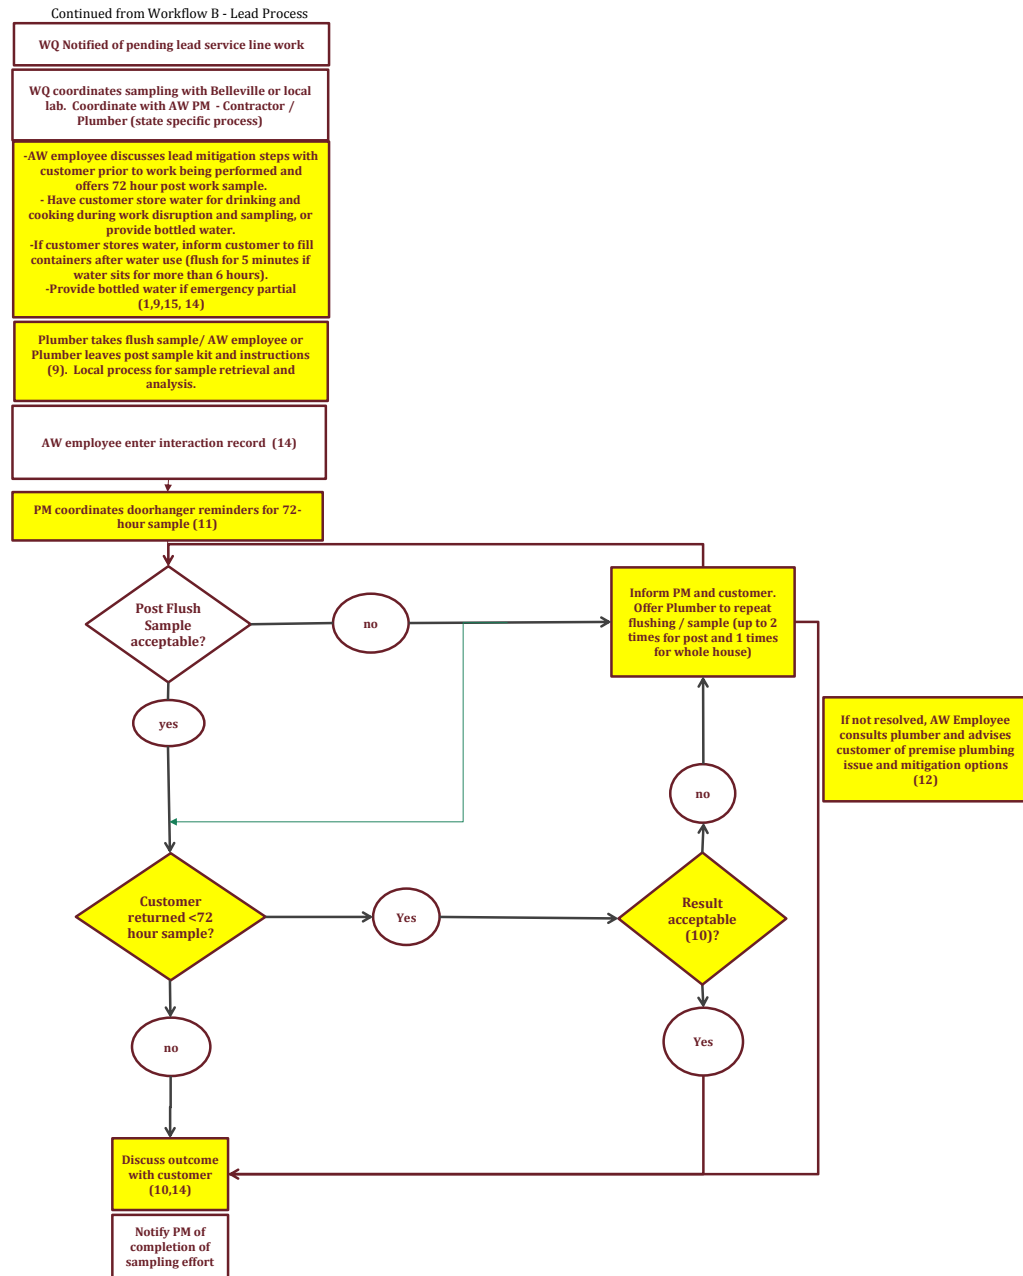 Continued from Workflow B - Lead Process
WQ Notified of pending lead service line work
WQ coordinates sampling with Belleville or local
lab.  Coordinate with AW PM  - Contractor /
Plumber (state specific process)
-AW employee discusses lead mitigation steps with
customer prior to work being performed and
offers 72 hour post work sample.
- Have customer store water for drinking and
cooking during work disruption and sampling, or
provide bottled water.
-If customer stores water, inform customer to fill
containers after water use (flush for 5 minutes if
water sits for more than 6 hours).
-Provide bottled water if emergency partial
(1,9,15, 14)
Plumber takes flush sample/ AW employee or
Plumber leaves post sample kit and instructions
(9).  Local process for sample retrieval and
analysis.
AW employee enter interaction record  (14)
PM coordinates doorhanger reminders for 72-
hour sample (11)
Post Flush
Sample
acceptable?
no
Inform PM and customer.
Offer Plumber to repeat
flushing / sample (up to 2
times for post and 1 times
for whole house)
yes
If not resolved, AW Employee
consults plumber and advises
customer of premise plumbing
issue and mitigation options
(12)
no
Customer
returned <72
hour sample?
Yes
Result
acceptable
(10)?
no
Yes
Discuss outcome
with customer
(10,14)
Notify PM of
completion of
sampling effort